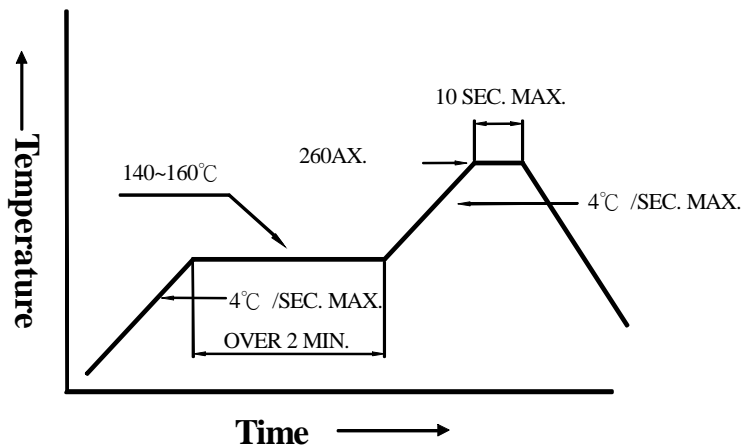 10 SEC. MAX.
260AX.
140~160℃
4℃ /SEC. MAX.
4℃ /SEC. MAX.
OVER 2 MIN.
Temperature
Time